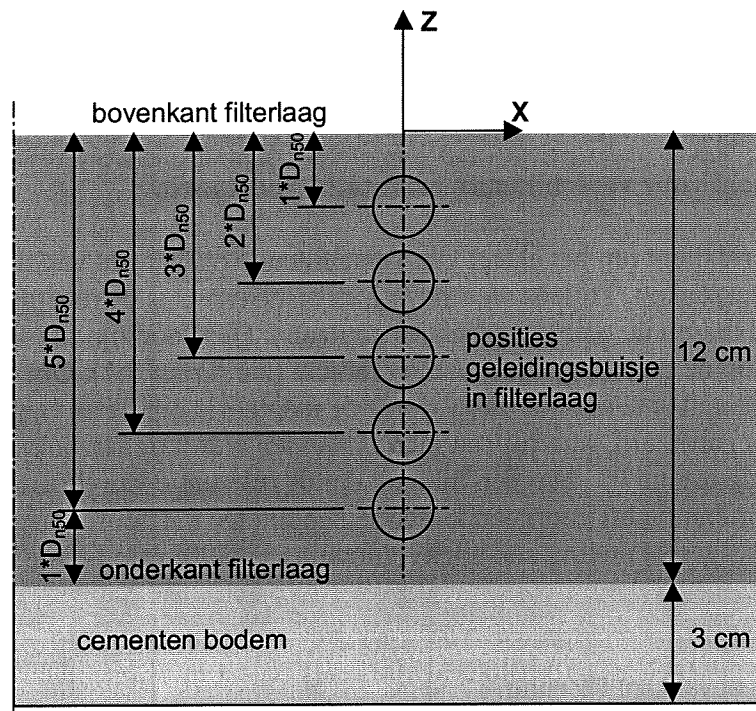 Z
bovenkant filterlaag
X
1*Dn50
2*Dn50
3*Dn50
4*Dn50
5*Dn50
1*Dn50
posities
geleidingsbuisje
in filterlaag
12 cm
onderkant filterlaag
cementen bodem
3 cm